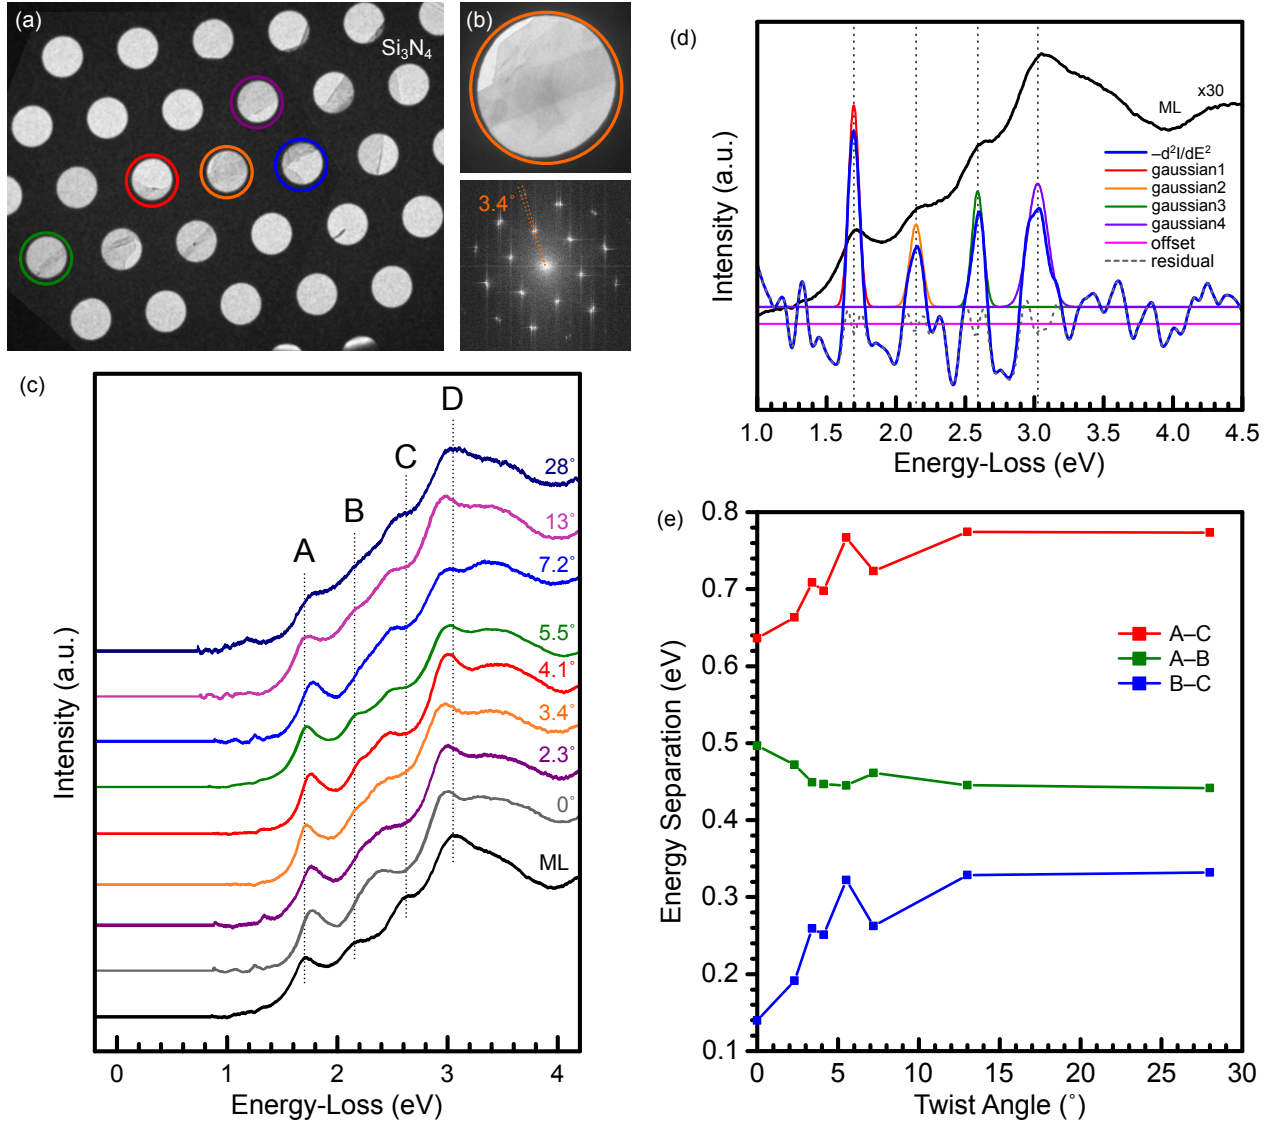 (a)
Si₃N₄
(b)
3.4°
(c)
A
B
C
D
28°
13°
7.2°
5.5°
4.1°
3.4°
2.3°
0°
ML
Intensity (a.u.)
0 1 2 3 4
Energy-Loss (eV)
(d)
ML
x30
–d²I/dE²
gaussian1
gaussian2
gaussian3
gaussian4
offset
residual
Intensity (a.u.)
1.0 1.5 2.0 2.5 3.0 3.5 4.0 4.5
Energy-Loss (eV)
(e)
0.8
0.7
0.6
0.5
0.4
0.3
0.2
0.1
A–C
A–B
B–C
Energy Separation (eV)
0 5 10 15 20 25 30
Twist Angle (°)